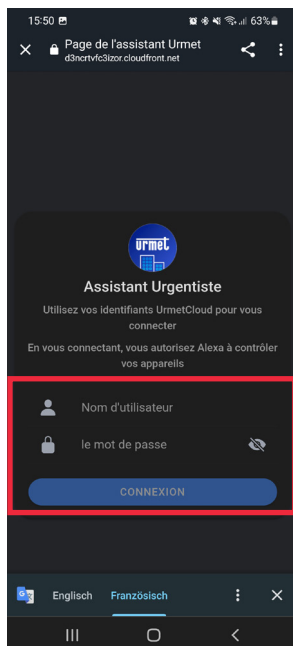 15:50
63%
Page de l'assistant Urmet
d3ncrtvfc3izor.cloudfront.net
urmet
Assistant Urgentiste
Utilisez vos identifiants UrmetCloud pour vous
connecter
En vous connectant, vous autorisez Alexa à contrôler
vos appareils
Nom d'utilisateur
le mot de passe
CONNEXION
Englisch Französisch